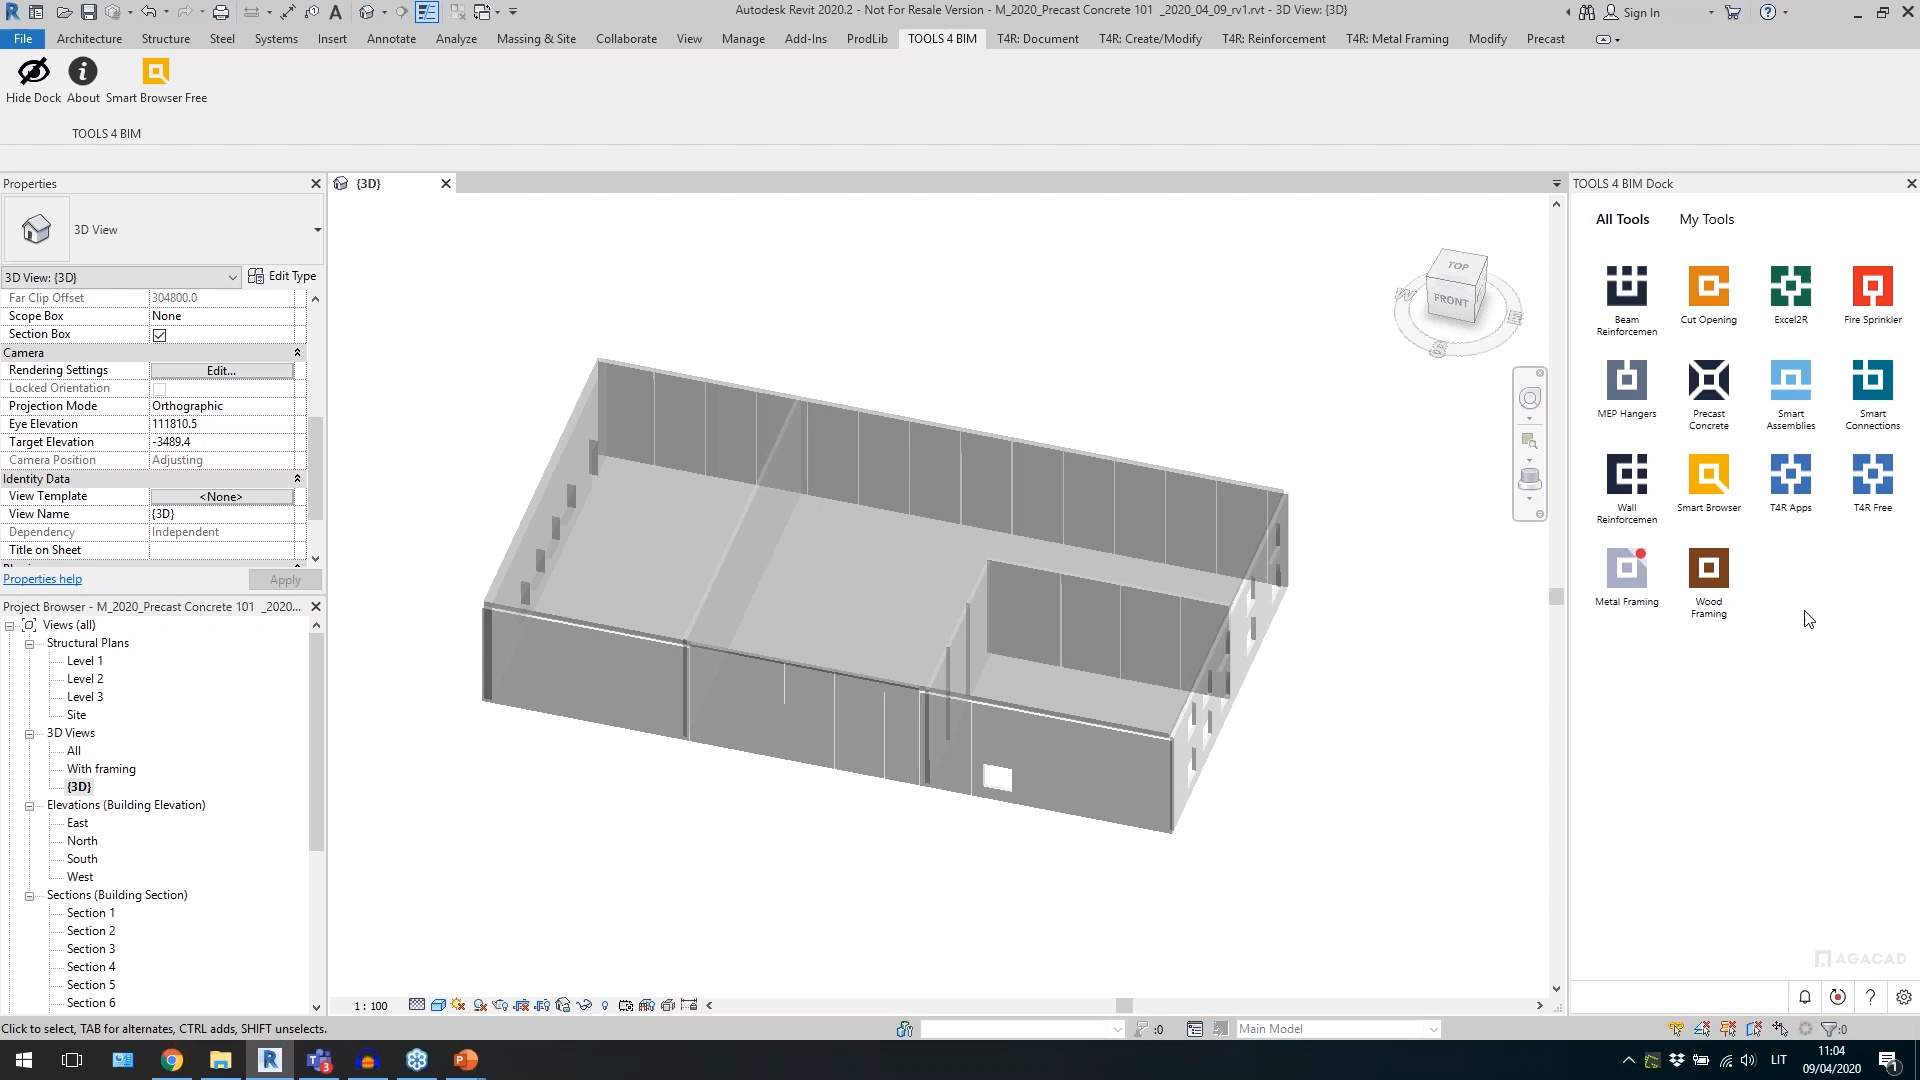 Autodesk Revit 2020.2 - Not For Resale Version - M_2020_Precast Concrete 101 _2020_04_09_rv1.rvt - 3D View: {3D}
Sign In
File Architecture Structure Steel Systems Insert Annotate Analyze Massing & Site Collaborate View Manage Add-Ins ProdLib TOOLS 4 BIM T4R: Document T4R: Create/Modify T4R: Reinforcement T4R: Metal Framing Modify Precast
Hide Dock About Smart Browser Free
TOOLS 4 BIM
Properties
3D View
3D View: {3D}
Edit Type
Far Clip Offset 304800.0
Scope Box None
Section Box
Camera
Rendering Settings Edit...
Locked Orientation
Projection Mode Orthographic
Eye Elevation 111810.5
Target Elevation -3489.4
Camera Position Adjusting
Identity Data
View Template <None>
View Name {3D}
Dependency Independent
Title on Sheet
Properties help Apply
Project Browser - M_2020_Precast Concrete 101 _2020...
Views (all)
Structural Plans
Level 1
Level 2
Level 3
Site
3D Views
All
With framing
{3D}
Elevations (Building Elevation)
East
North
South
West
Sections (Building Section)
Section 1
Section 2
Section 3
Section 4
Section 5
Section 6
{3D}
TOP
FRONT
1 : 100
TOOLS 4 BIM Dock
All Tools My Tools
Beam Reinforcemen
Cut Opening
Excel2R
Fire Sprinkler
MEP Hangers
Precast Concrete
Smart Assemblies
Smart Connections
Wall Reinforcemen
Smart Browser
T4R Apps
T4R Free
Metal Framing
Wood Framing
AGACAD
Click to select, TAB for alternates, CTRL adds, SHIFT unselects.
:0
Main Model
:0
3
LIT
11:04
09/04/2020
1